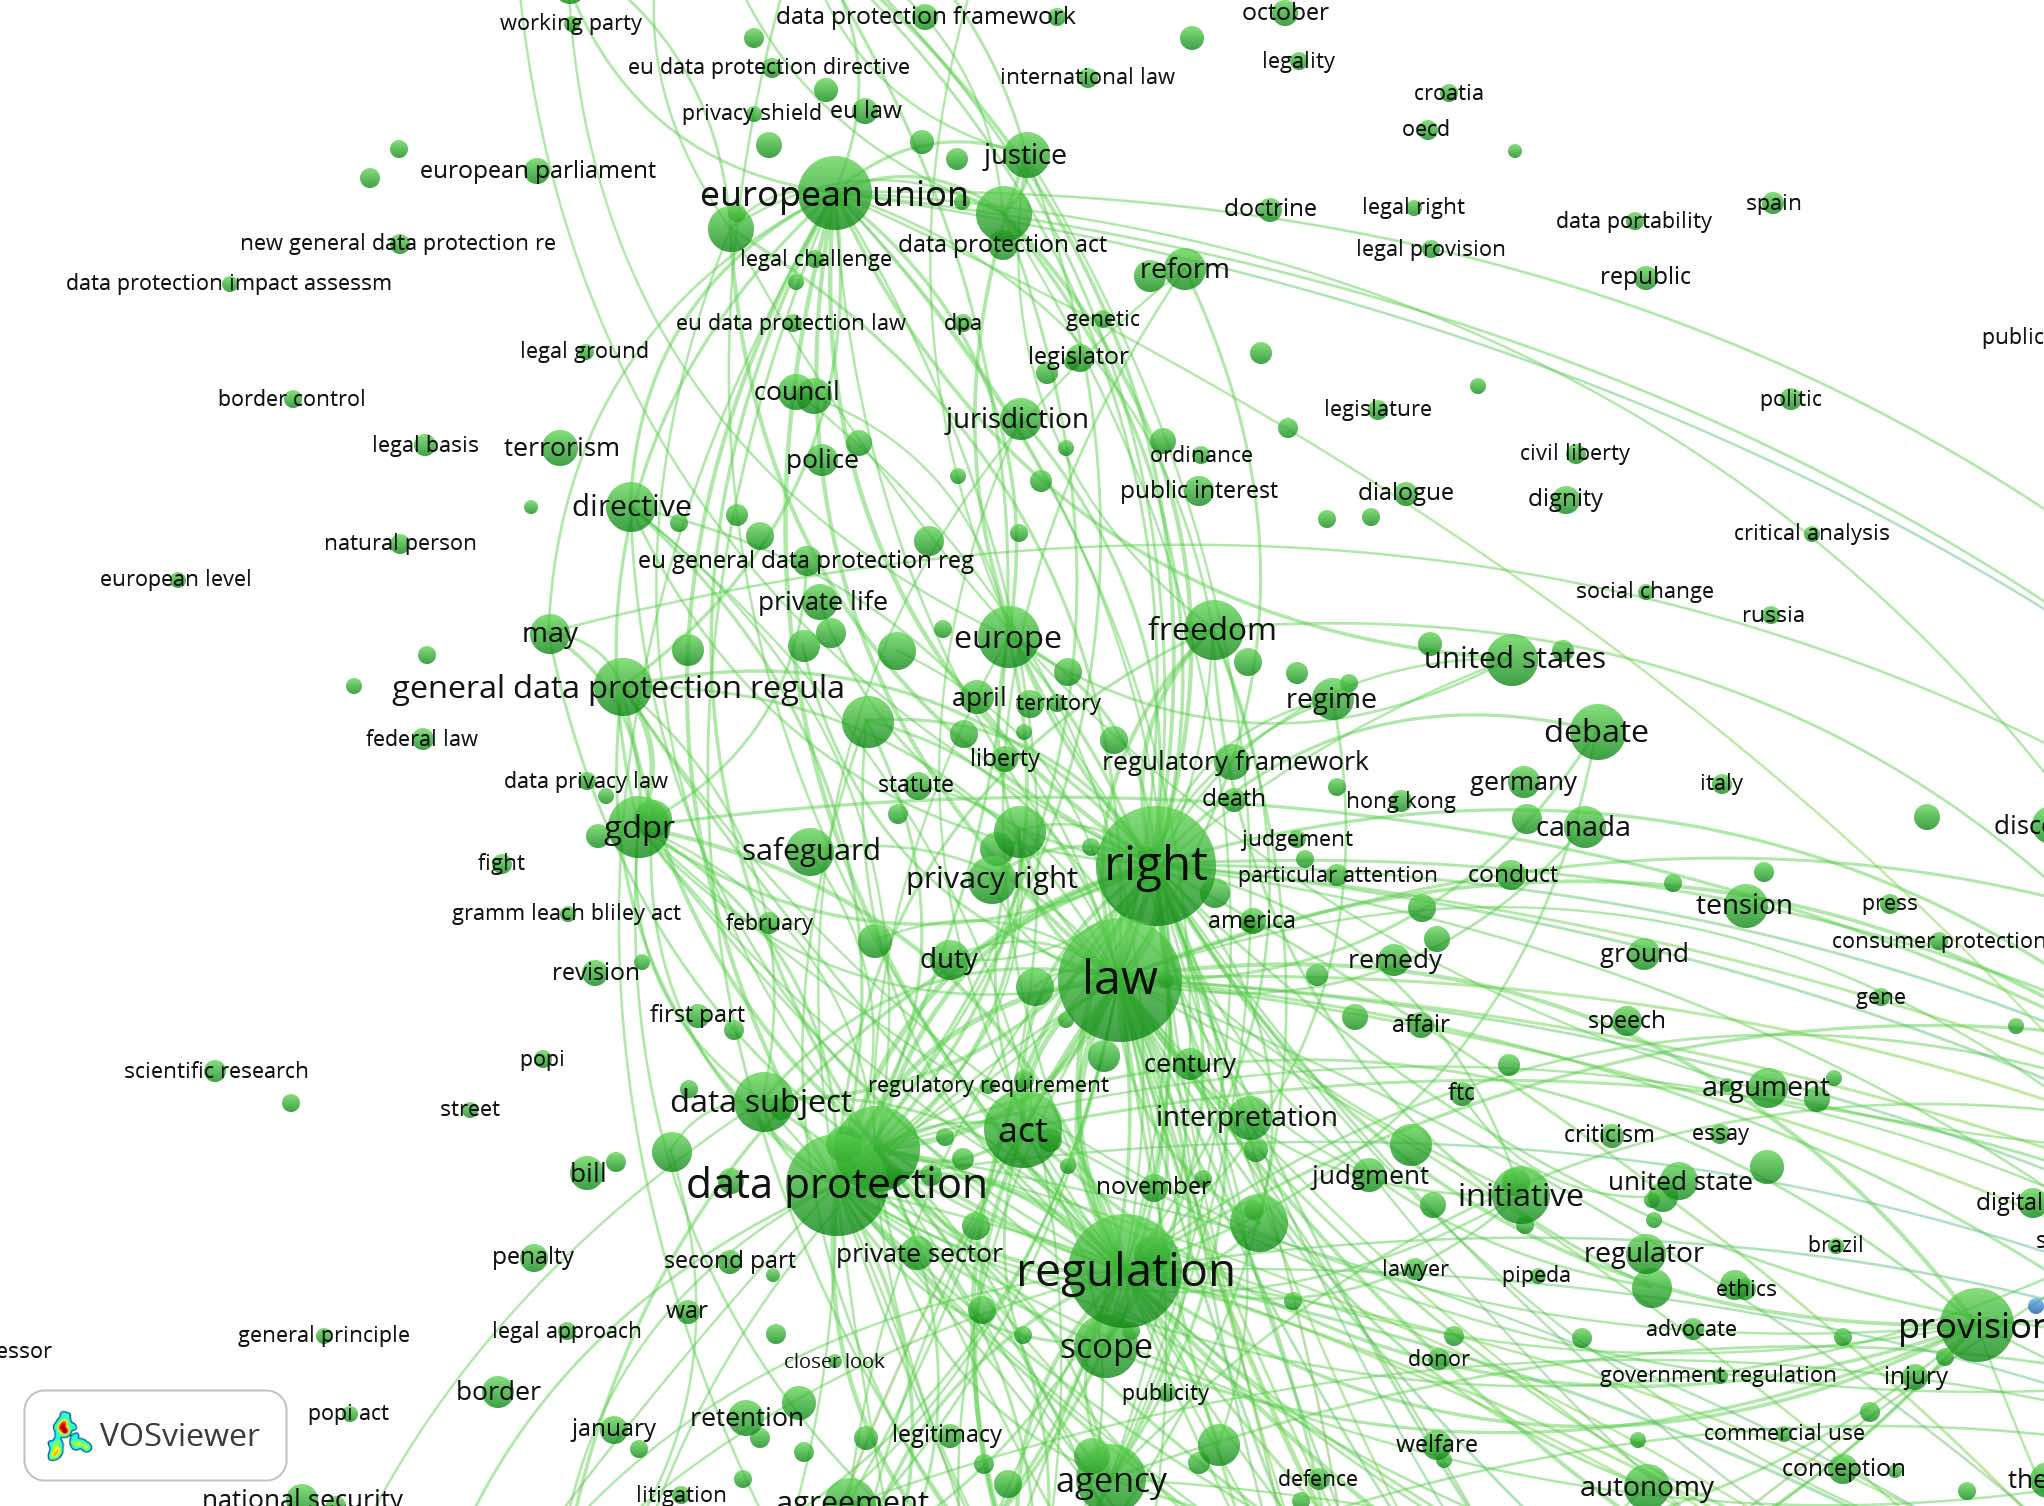 working party
data protection framework
october
eu data protection directive
international law
legality
privacy shield
eu law
croatia
oecd
justice
european parliament
european union
doctrine
legal right
data portability
spain
new general data protection re
legal challenge
data protection act
legal provision
data protection impact assessm
reform
republic
eu data protection law
dpa
genetic
public
legal ground
legislator
border control
council
jurisdiction
legislature
politic
legal basis
terrorism
police
ordinance
civil liberty
directive
public interest
dialogue
dignity
natural person
eu general data protection reg
critical analysis
european level
private life
social change
russia
may
europe
freedom
united states
general data protection regula
april
territory
regime
federal law
liberty
regulatory framework
debate
data privacy law
statute
death
hong kong
germany
italy
gdpr
safeguard
judgement
canada
disc
fight
privacy right
right
particular attention
conduct
gramm leach bliley act
february
america
tension
press
revision
duty
law
remedy
ground
consumer protection
first part
affair
speech
gene
scientific research
popi
century
street
data subject
regulatory requirement
act
interpretation
ftc
argument
bill
data protection
november
judgment
criticism
essay
initiative
united state
digital
penalty
second part
private sector
regulation
lawyer
pipeda
regulator
brazil
ethics
war
general principle
legal approach
closer look
scope
donor
advocate
provision
essor
government regulation
injury
border
publicity
popi act
january
retention
legitimacy
welfare
commercial use
VOSviewer
national security
litigation
agreement
agency
defence
autonomy
conception
the